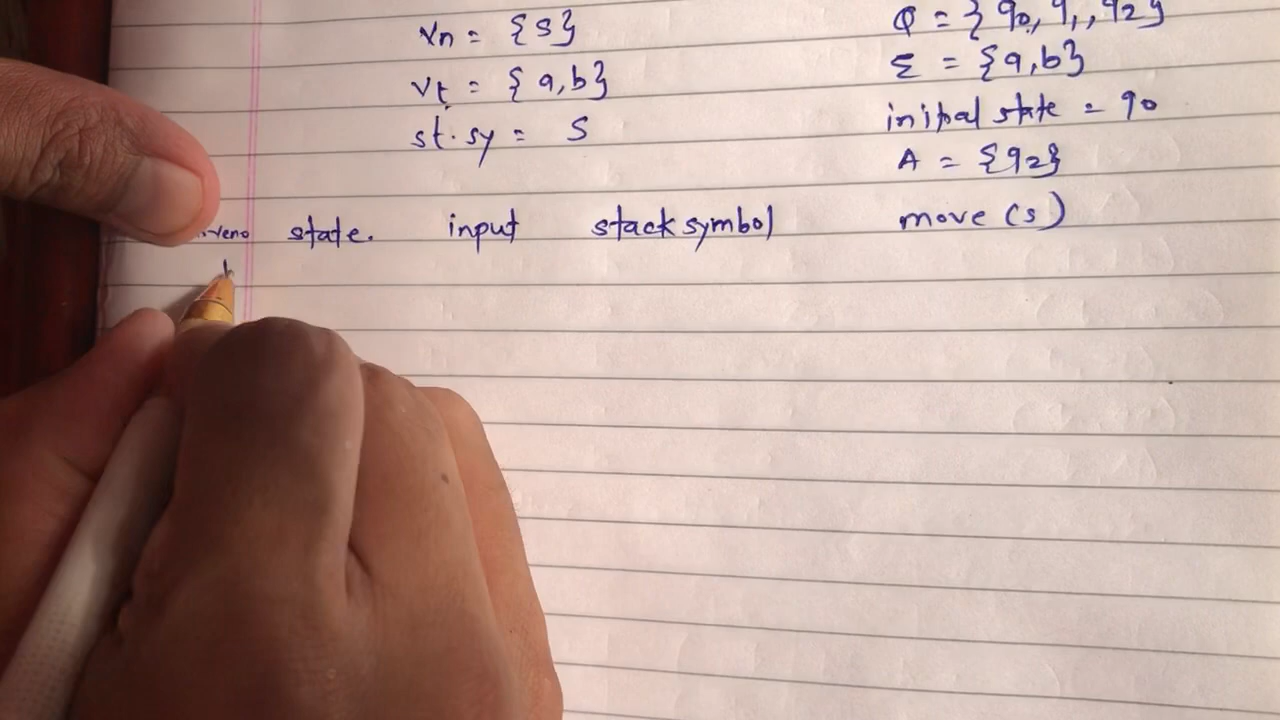 Vn = {S}
Vt = {a,b}
st.sy = S
Q = {q0, q1, q2}
Σ = {a,b}
initial state = q0
A = {q2}
state. input stack symbol move(s)